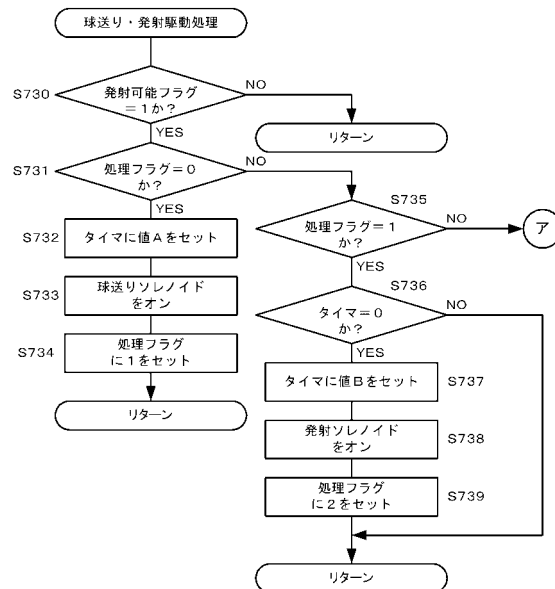 球送り・発射駆動処理
S730
発射可能フラグ
＝１か？
NO
YES
リターン
S731
処理フラグ＝０
か？
NO
YES
S732
タイマに値Ａをセット
S733
球送りソレノイド
をオン
S734
処理フラグ
に１をセット
リターン
S735
処理フラグ＝１
か？
NO
ア
YES
S736
タイマ＝０
か？
NO
YES
タイマに値Ｂをセット
S737
発射ソレノイド
をオン
S738
処理フラグ
に２をセット
S739
リターン